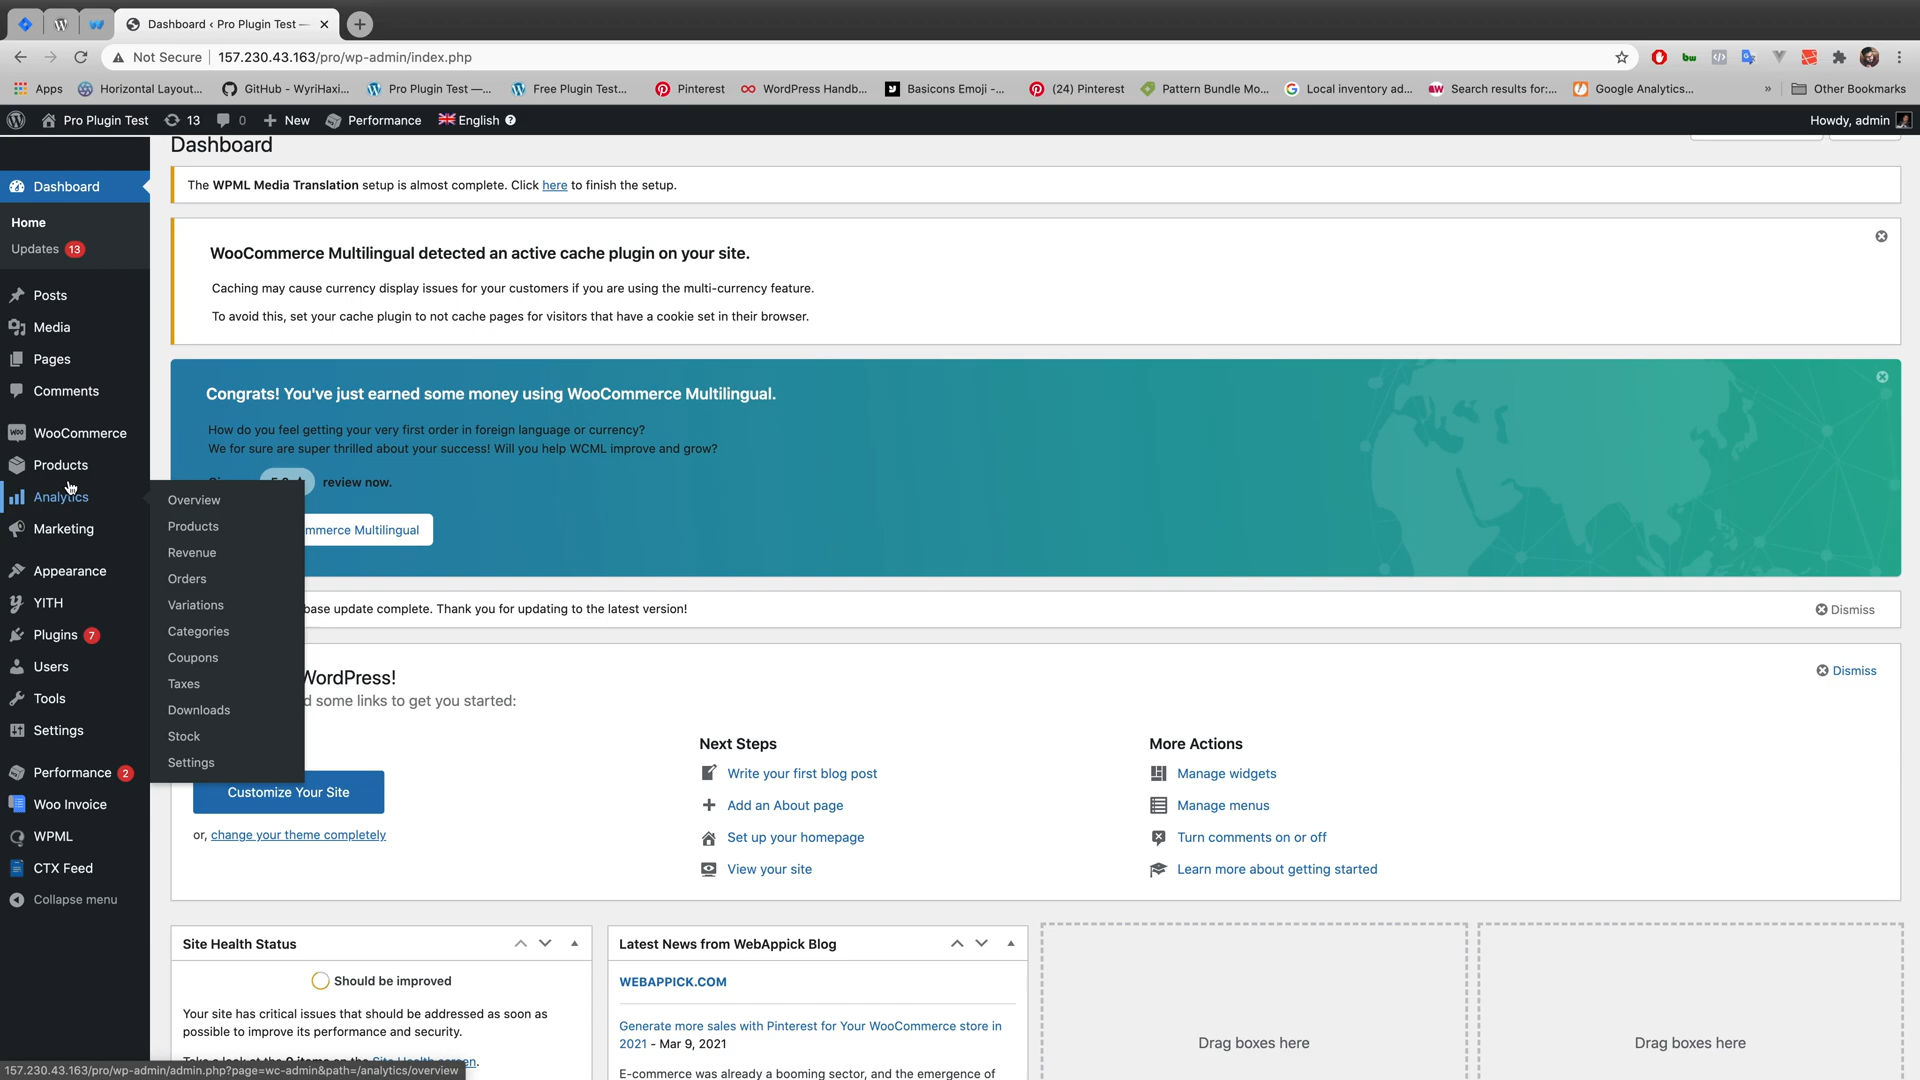 Dashboard ‹ Pro Plugin Test —
Not Secure
157.230.43.163/pro/wp-admin/index.php
Apps
Horizontal Layout...
GitHub - WyriHaxi...
Pro Plugin Test —...
Free Plugin Test...
Pinterest
WordPress Handb...
Basicons Emoji -...
(24) Pinterest
Pattern Bundle Mo...
Local inventory ad...
Search results for:...
Google Analytics...
»
Other Bookmarks
Pro Plugin Test
13
0
New
Performance
English
Howdy, admin
Dashboard
Home
Updates 13
Posts
Media
Pages
Comments
WooCommerce
Products
Analytics
Marketing
Appearance
YITH
Plugins 7
Users
Tools
Settings
Performance 2
Woo Invoice
WPML
CTX Feed
Collapse menu
Overview
Products
Revenue
Orders
Variations
Categories
Coupons
Taxes
Downloads
Stock
Settings
Dashboard
The WPML Media Translation setup is almost complete. Click here to finish the setup.
WooCommerce Multilingual detected an active cache plugin on your site.
Caching may cause currency display issues for your customers if you are using the multi-currency feature.
To avoid this, set your cache plugin to not cache pages for visitors that have a cookie set in their browser.
Congrats! You've just earned some money using WooCommerce Multilingual.
How do you feel getting your very first order in foreign language or currency?
We for sure are super thrilled about your success! Will you help WCML improve and grow?
review now.
mmerce Multilingual
base update complete. Thank you for updating to the latest version!
Dismiss
WordPress!
d some links to get you started:
Dismiss
Customize Your Site
or, change your theme completely
Next Steps
Write your first blog post
Add an About page
Set up your homepage
View your site
More Actions
Manage widgets
Manage menus
Turn comments on or off
Learn more about getting started
Site Health Status
Should be improved
Your site has critical issues that should be addressed as soon as
possible to improve its performance and security.
Latest News from WebAppick Blog
WEBAPPICK.COM
Generate more sales with Pinterest for Your WooCommerce store in
2021 - Mar 9, 2021
E-commerce was already a booming sector, and the emergence of
Drag boxes here
Drag boxes here
157.230.43.163/pro/wp-admin/admin.php?page=wc-admin&path=/analytics/overview